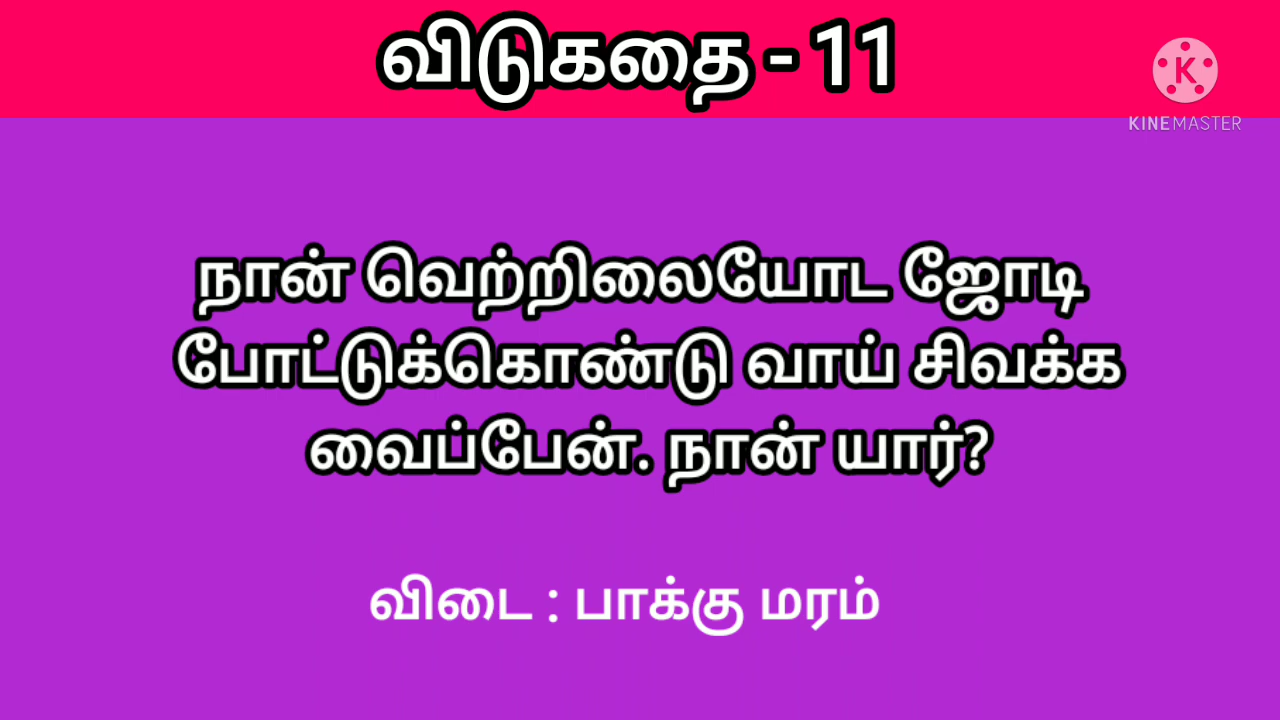 விடுகதை - 11
K
KINEMASTER
நான் வெற்றிலையோட ஜோடி
போட்டுக்கொண்டு வாய் சிவக்க
வைப்பேன். நான் யார்?
விடை : பாக்கு மரம்